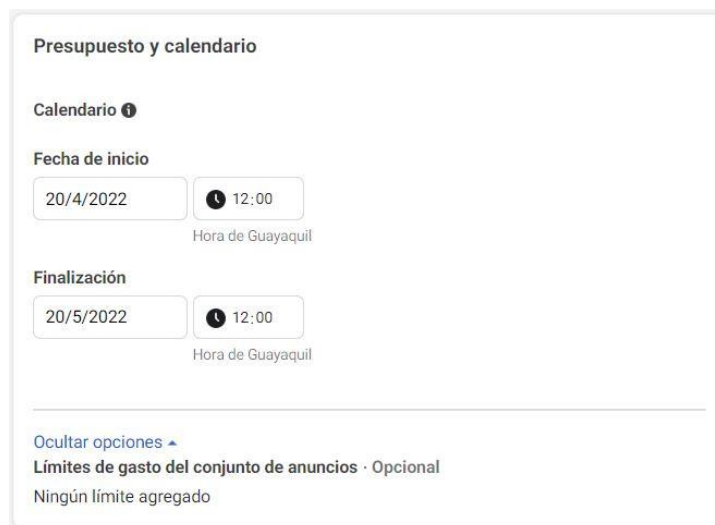 Presupuesto y calendario
Calendario
Fecha de inicio
20/4/2022 12:00
Hora de Guayaquil
Finalización
20/5/2022 12:00
Hora de Guayaquil
Ocultar opciones
Límites de gasto del conjunto de anuncios · Opcional
Ningún límite agregado